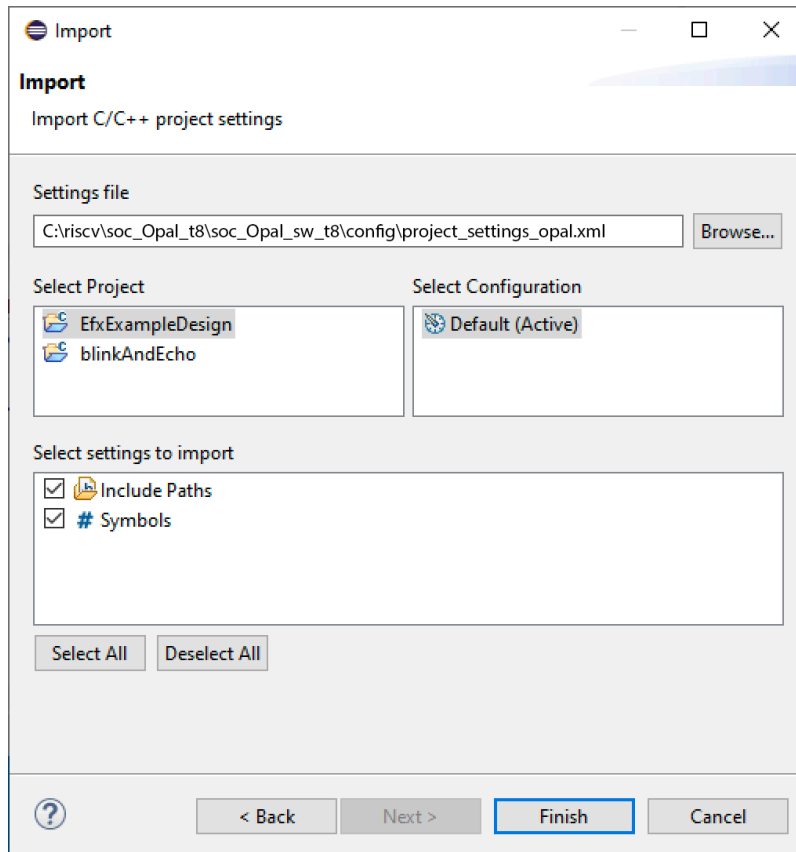 Import
Import
Import C/C++ project settings
Settings file
C:\riscv\soc_Opal_t8\soc_Opal_sw_t8\config\project_settings_opal.xml Browse...
Select Project Select Configuration
EfxExampleDesign Default (Active)
blinkAndEcho
Select settings to import
Include Paths
# Symbols
Select All Deselect All
? < Back Next > Finish Cancel